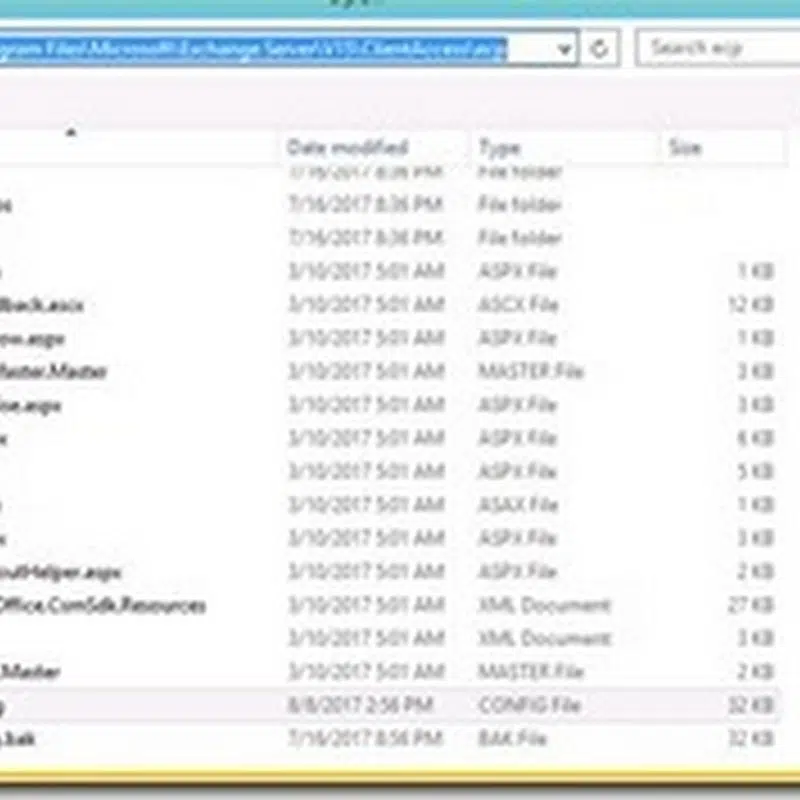 gram Files\Microsoft\Exchange Server\V15\ClientAccess\ecp Search ecp
Date modified Type Size
7/16/2017 8:36 PM File folder
7/16/2017 8:36 PM File folder
7/16/2017 8:36 PM File folder
3/10/2017 5:01 AM ASPX File 1 KB
lback.ascx 3/10/2017 5:01 AM ASCX File 12 KB
ow.aspx 3/10/2017 5:01 AM ASPX File 1 KB
Master.Master 3/10/2017 5:01 AM MASTER File 3 KB
ise.aspx 3/10/2017 5:01 AM ASPX File 3 KB
x 3/10/2017 5:01 AM ASPX File 6 KB
3/10/2017 5:01 AM ASPX File 5 KB
3/10/2017 5:01 AM ASAX File 1 KB
x 3/10/2017 5:01 AM ASPX File 3 KB
outHelper.aspx 3/10/2017 5:01 AM ASPX File 2 KB
Office.CsmSdk.Resources 3/10/2017 5:01 AM XML Document 27 KB
3/10/2017 5:01 AM XML Document 3 KB
.Master 3/10/2017 5:01 AM MASTER File 2 KB
g 8/8/2017 2:56 PM CONFIG File 32 KB
.bak 7/16/2017 8:56 PM BAK File 32 KB